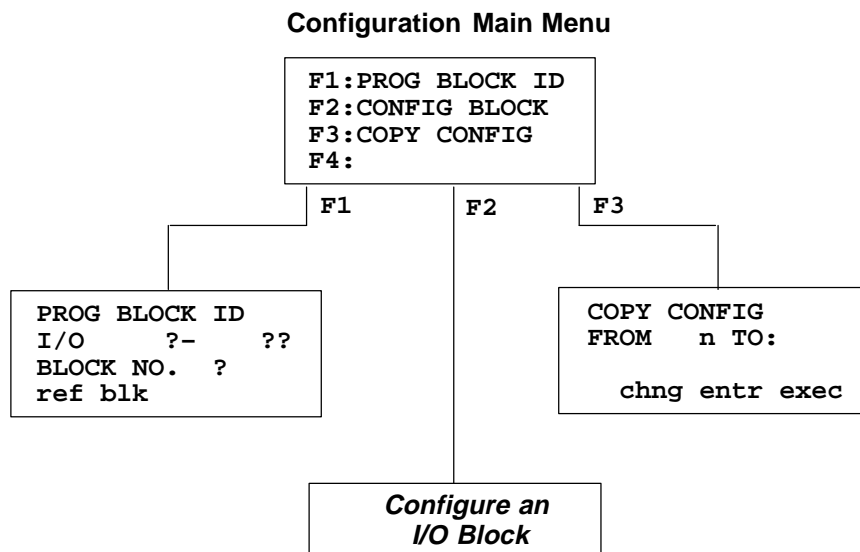 Configuration Main Menu
F1:PROG BLOCK ID
F2:CONFIG BLOCK
F3:COPY CONFIG
F4:
F1
F2
F3
PROG BLOCK ID
I/O ?– ??
BLOCK NO. ?
ref blk
COPY CONFIG
FROM n TO:
chng entr exec
Configure an
I/O Block